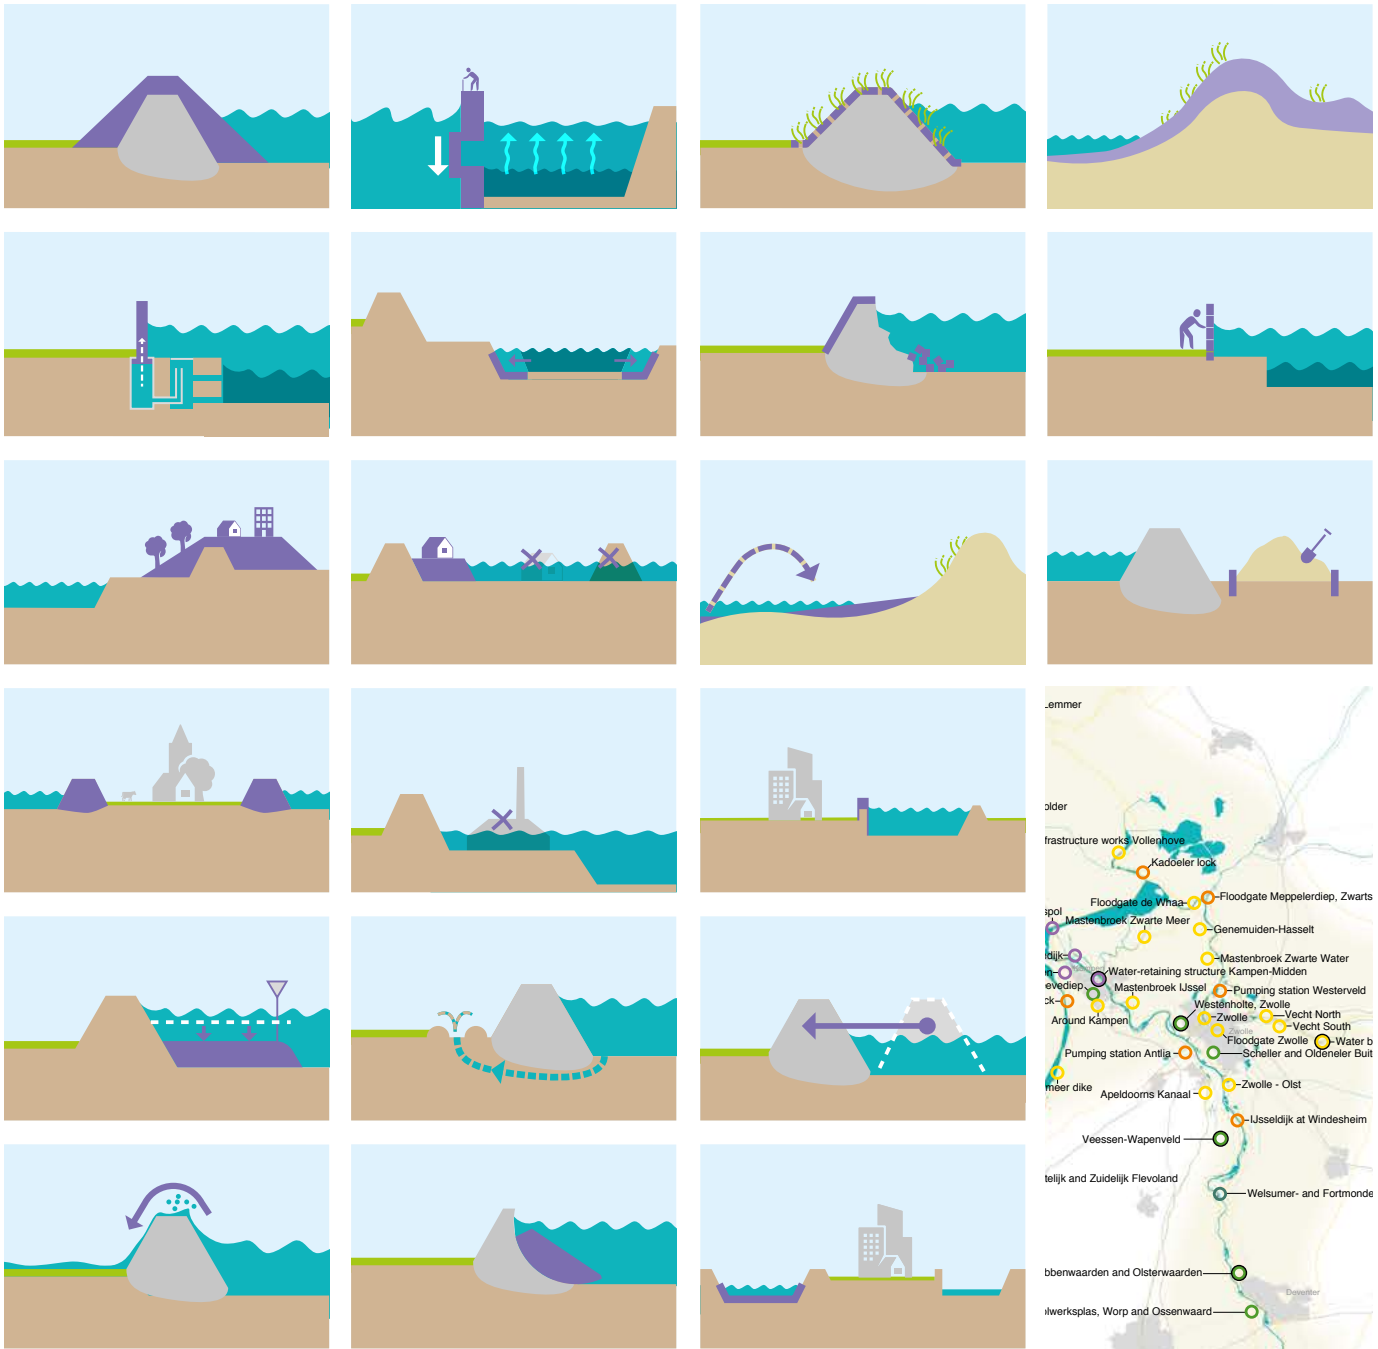 Lemmer
older
frastructure works Vollenhove
Kadoeler lock
Floodgate de Whaa
Floodgate Meppelerdiep, Zwarts
spol
Mastenbroek Zwarte Meer
Genemuiden-Hasselt
dijk
Mastenbroek Zwarte Water
n
Water-retaining structure Kampen-Midden
evediep
Mastenbroek IJssel
Pumping station Westerveld
ck
Westenholte, Zwolle
Around Kampen
Zwolle
Vecht North
Vecht South
Zwolle
Floodgate Zwolle
Water b
Pumping station Antlia
Scheller and Oldeneler Buit
meer dike
Zwolle - Olst
Apeldoorns Kanaal
IJsseldijk at Windesheim
Veessen-Wapenveld
telijk and Zuidelijk Flevoland
Welsumer- and Fortmonde
bbenwaarden and Olsterwaarden
Deventer
olwerksplas, Worp and Ossenwaard